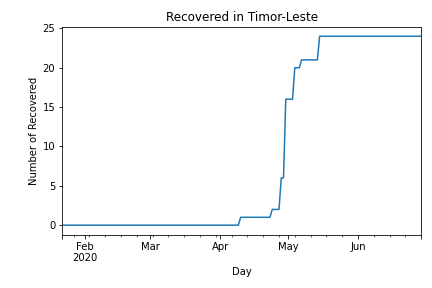 Recovered in Timor-Leste
Number of Recovered
25
20
15
10
5
0
Feb
2020
Mar
Apr
May
Jun
Day